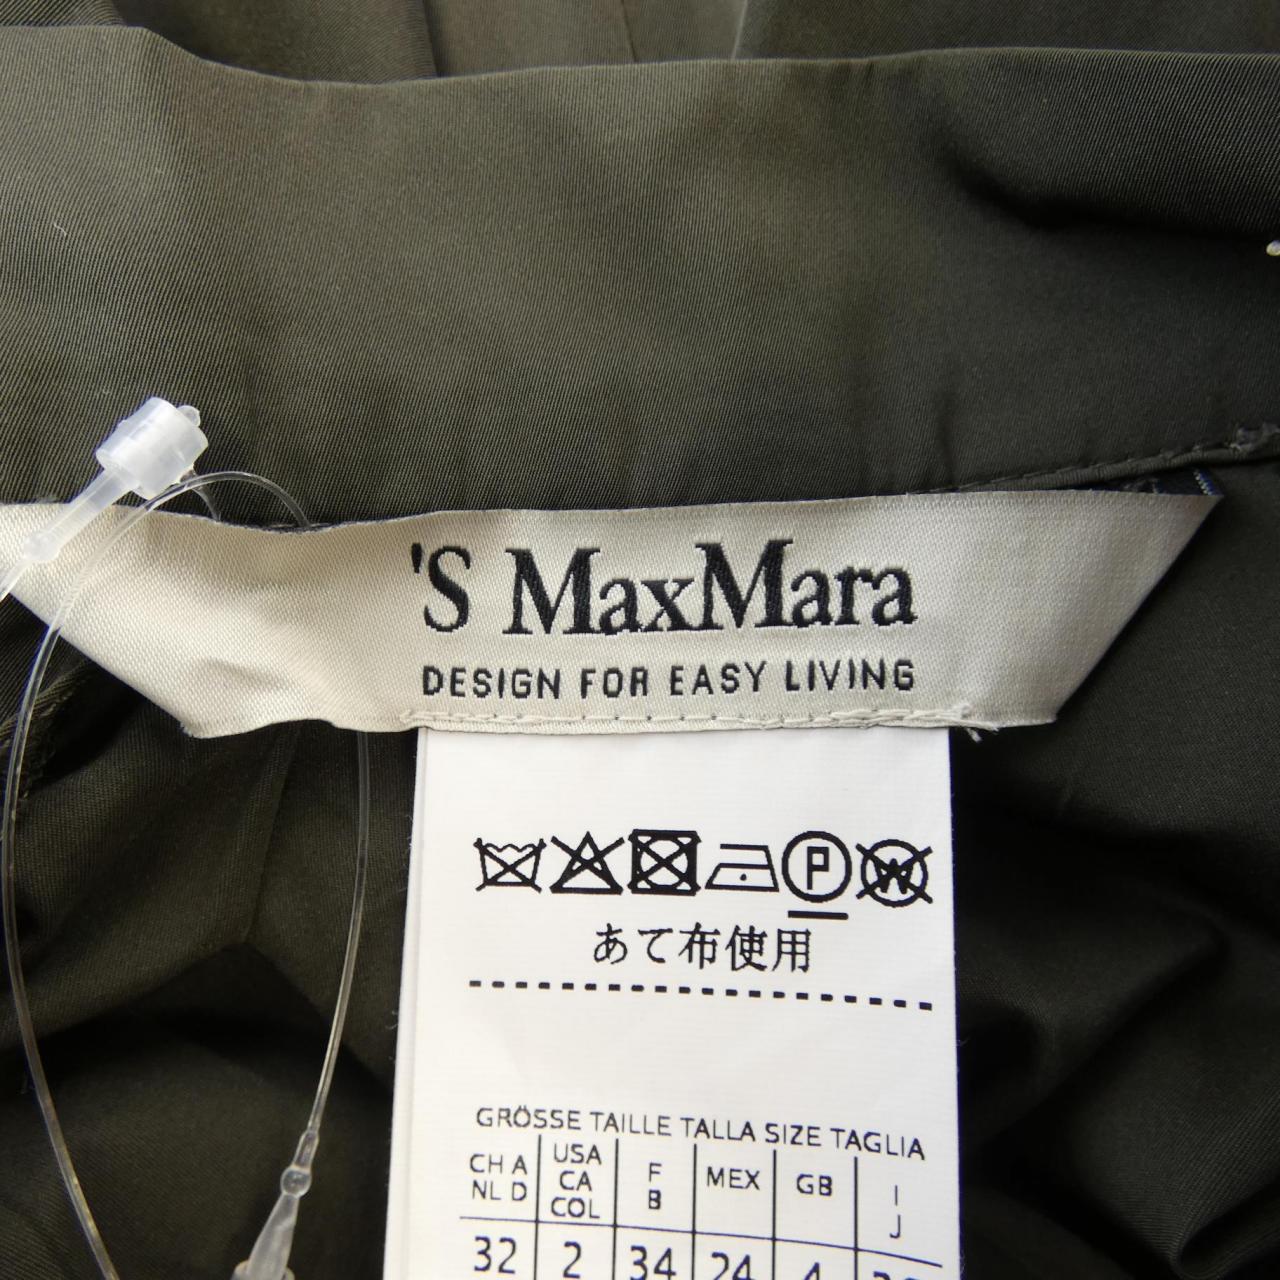 'S MaxMara
DESIGN FOR EASY LIVING
P W
あて布使用
GRÖSSE TAILLE TALLA SIZE TAGLIA
CH A NL D
USA CA COL
F B
MEX
GB
I J
32 2 34 24